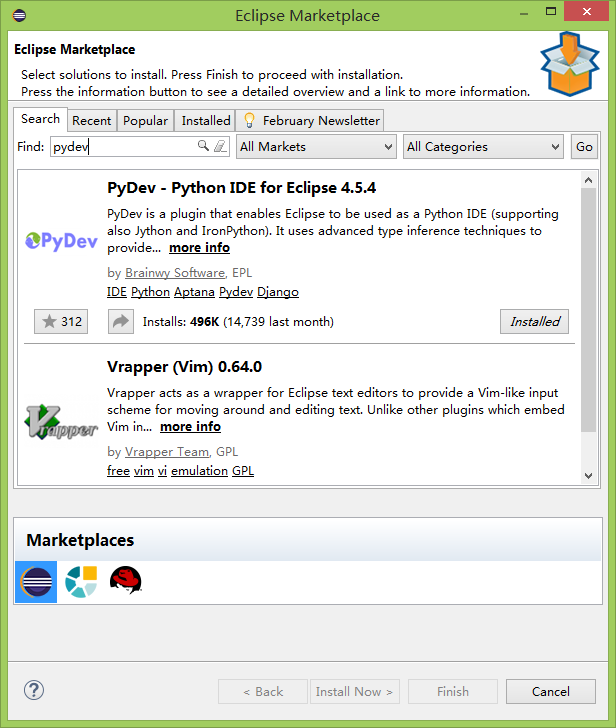 Eclipse Marketplace
Eclipse Marketplace
Select solutions to install. Press Finish to proceed with installation.
Press the information button to see a detailed overview and a link to more information.
Search Recent Popular Installed February Newsletter
Find: pydev All Markets All Categories Go
PyDev - Python IDE for Eclipse 4.5.4
PyDev is a plugin that enables Eclipse to be used as a Python IDE (supporting
also Jython and IronPython). It uses advanced type inference techniques to
provide... more info
PyDev
by Brainwy Software, EPL
IDE Python Aptana Pydev Django
312 Installs: 496K (14,739 last month) Installed
Vrapper (Vim) 0.64.0
Vrapper acts as a wrapper for Eclipse text editors to provide a Vim-like input
scheme for moving around and editing text. Unlike other plugins which embed
Vim in... more info
Vrapper
by Vrapper Team, GPL
free vim vi emulation GPL
Marketplaces
? < Back Install Now > Finish Cancel